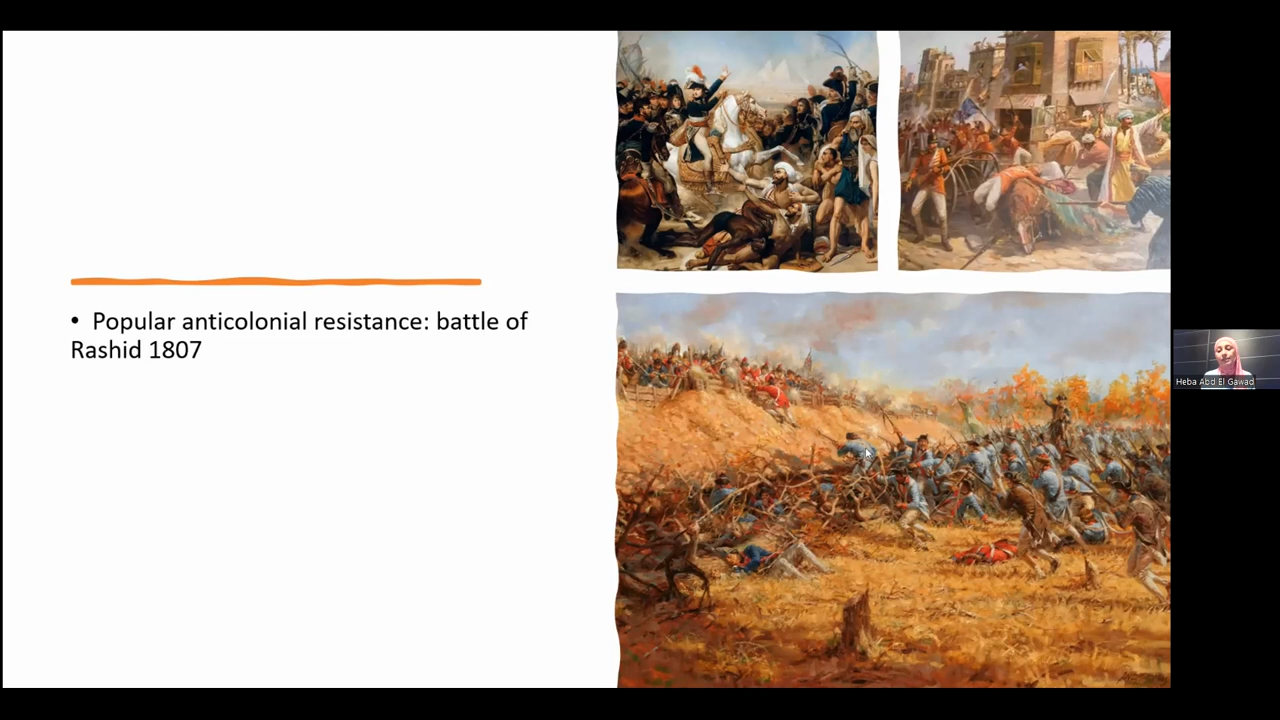 • Popular anticolonial resistance: battle of
Rashid 1807
Heba Abd El Gawad